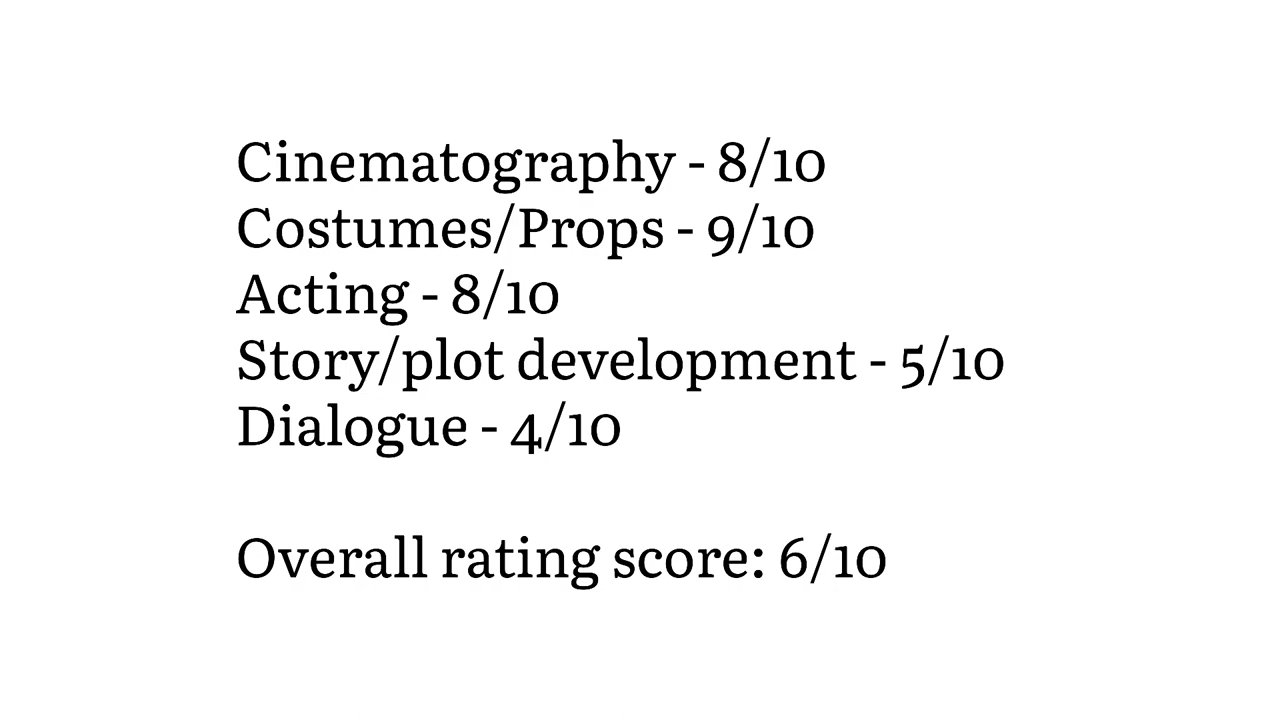 Cinematography - 8/10
Costumes/Props - 9/10
Acting - 8/10
Story/plot development - 5/10
Dialogue - 4/10
Overall rating score: 6/10